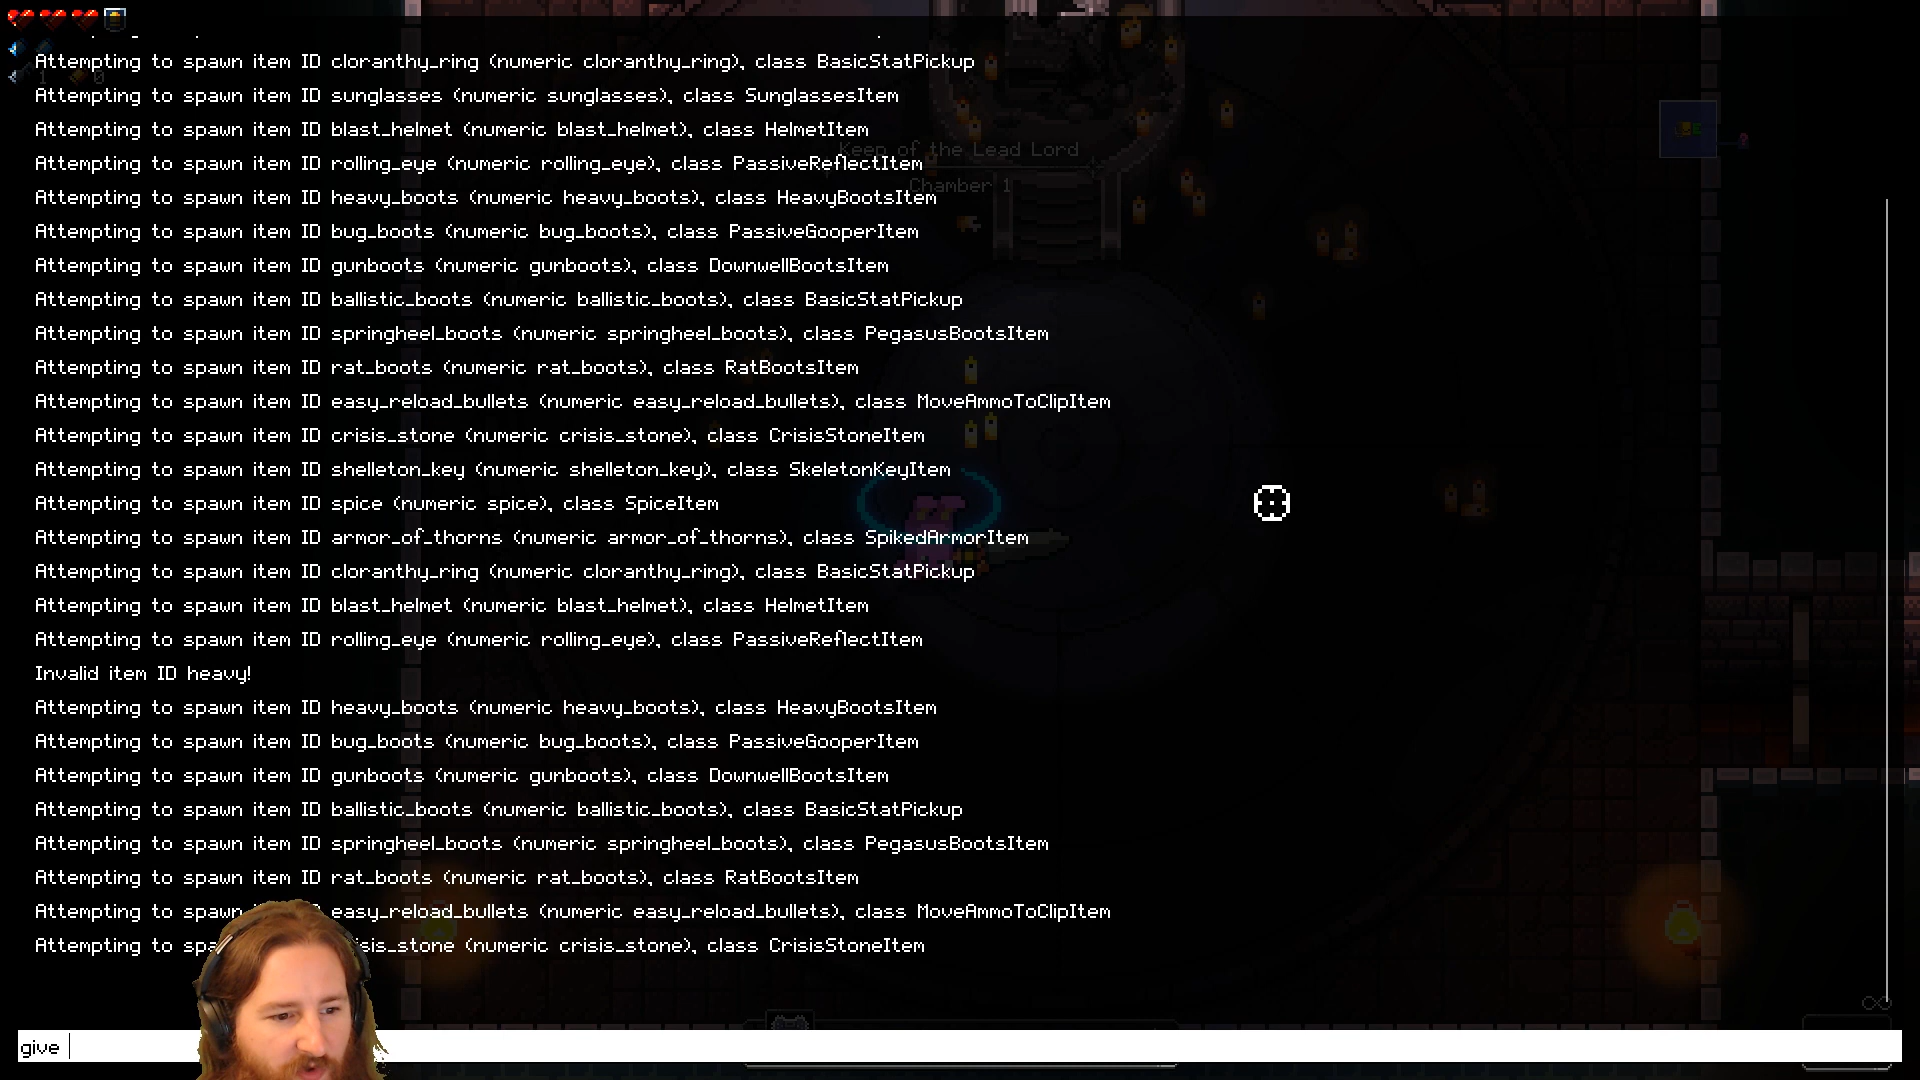 Attempting to spawn item ID cloranthy_ring (numeric cloranthy_ring), class BasicStatPickup
1 0
Attempting to spawn item ID sunglasses (numeric sunglasses), class SunglassesItem
Attempting to spawn item ID blast_helmet (numeric blast_helmet), class HelmetItem
Keep of the Lead Lord
Attempting to spawn item ID rolling_eye (numeric rolling_eye), class PassiveReflectItem
Chamber 1
Attempting to spawn item ID heavy_boots (numeric heavy_boots), class HeavyBootsItem
Attempting to spawn item ID bug_boots (numeric bug_boots), class PassiveGooperItem
Attempting to spawn item ID gunboots (numeric gunboots), class DownwellBootsItem
Attempting to spawn item ID ballistic_boots (numeric ballistic_boots), class BasicStatPickup
Attempting to spawn item ID springheel_boots (numeric springheel_boots), class PegasusBootsItem
Attempting to spawn item ID rat_boots (numeric rat_boots), class RatBootsItem
Attempting to spawn item ID easy_reload_bullets (numeric easy_reload_bullets), class MoveAmmoToClipItem
Attempting to spawn item ID crisis_stone (numeric crisis_stone), class CrisisStoneItem
Attempting to spawn item ID shelleton_key (numeric shelleton_key), class SkeletonKeyItem
Attempting to spawn item ID spice (numeric spice), class SpiceItem
Attempting to spawn item ID armor_of_thorns (numeric armor_of_thorns), class SpikedArmorItem
Attempting to spawn item ID cloranthy_ring (numeric cloranthy_ring), class BasicStatPickup
Attempting to spawn item ID blast_helmet (numeric blast_helmet), class HelmetItem
Attempting to spawn item ID rolling_eye (numeric rolling_eye), class PassiveReflectItem
Invalid item ID heavy!
Attempting to spawn item ID heavy_boots (numeric heavy_boots), class HeavyBootsItem
Attempting to spawn item ID bug_boots (numeric bug_boots), class PassiveGooperItem
Attempting to spawn item ID gunboots (numeric gunboots), class DownwellBootsItem
Attempting to spawn item ID ballistic_boots (numeric ballistic_boots), class BasicStatPickup
Attempting to spawn item ID springheel_boots (numeric springheel_boots), class PegasusBootsItem
Attempting to spawn item ID rat_boots (numeric rat_boots), class RatBootsItem
Attempting to spawn easy_reload_bullets (numeric easy_reload_bullets), class MoveAmmoToClipItem
Attempting to spa isis_stone (numeric crisis_stone), class CrisisStoneItem
∞
give